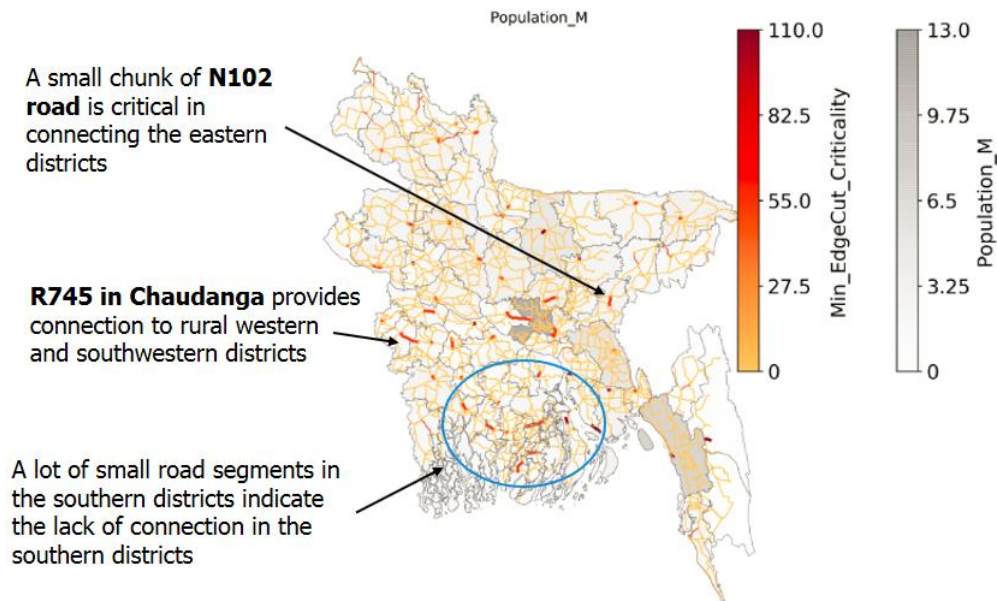 Population_M
A small chunk of N102
road is critical in
connecting the eastern
districts
R745 in Chaudanga provides
connection to rural western
and southwestern districts
A lot of small road segments in
the southern districts indicate
the lack of connection in the
southern districts
110.0
82.5
55.0
27.5
0
Min_EdgeCut_Criticality
13.0
9.75
6.5
3.25
0
Population_M